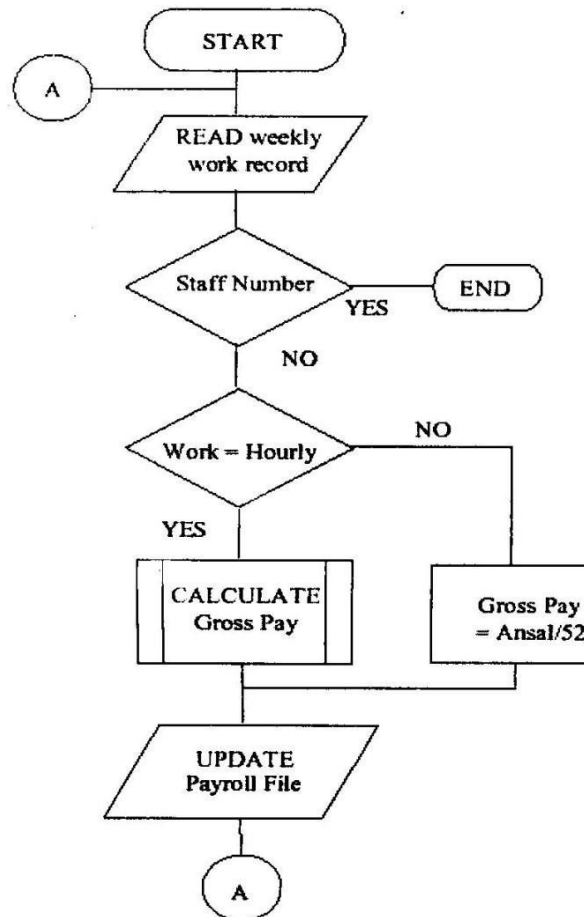 START
A
READ weekly
work record
Staff Number
YES
END
NO
Work = Hourly
NO
YES
CALCULATE
Gross Pay
Gross Pay
= Ansal/52
UPDATE
Payroll File
A